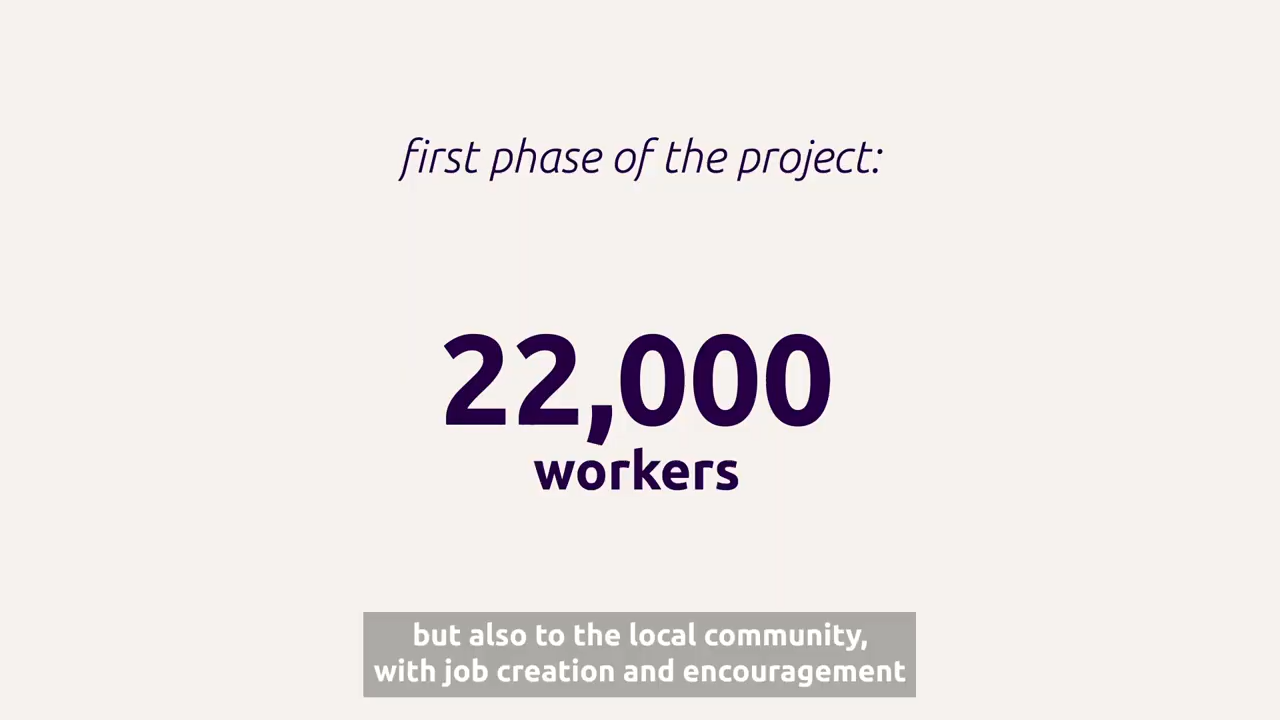 first phase of the project:
22,000
workers
but also to the local community,
with job creation and encouragement